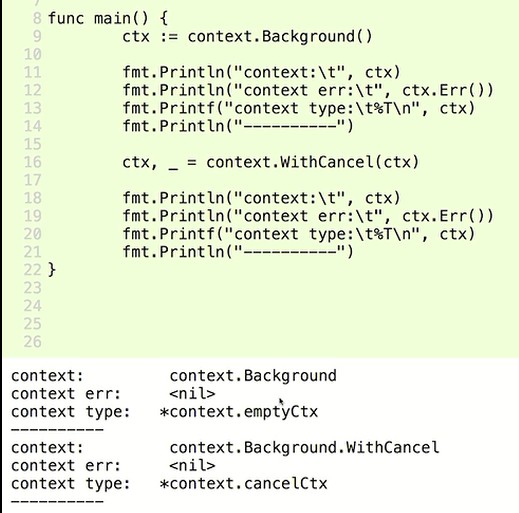 8 func main() {
9 ctx := context.Background()
10
11 fmt.Println("context:\t", ctx)
12 fmt.Println("context err:\t", ctx.Err())
13 fmt.Printf("context type:\t%T\n", ctx)
14 fmt.Println("----------")
15
16 ctx, _ = context.WithCancel(ctx)
17
18 fmt.Println("context:\t", ctx)
19 fmt.Println("context err:\t", ctx.Err())
20 fmt.Printf("context type:\t%T\n", ctx)
21 fmt.Println("----------")
22 }
23
24
25
26
context: context.Background
context err: <nil>
context type: *context.emptyCtx
----------
context: context.Background.WithCancel
context err: <nil>
context type: *context.cancelCtx
----------